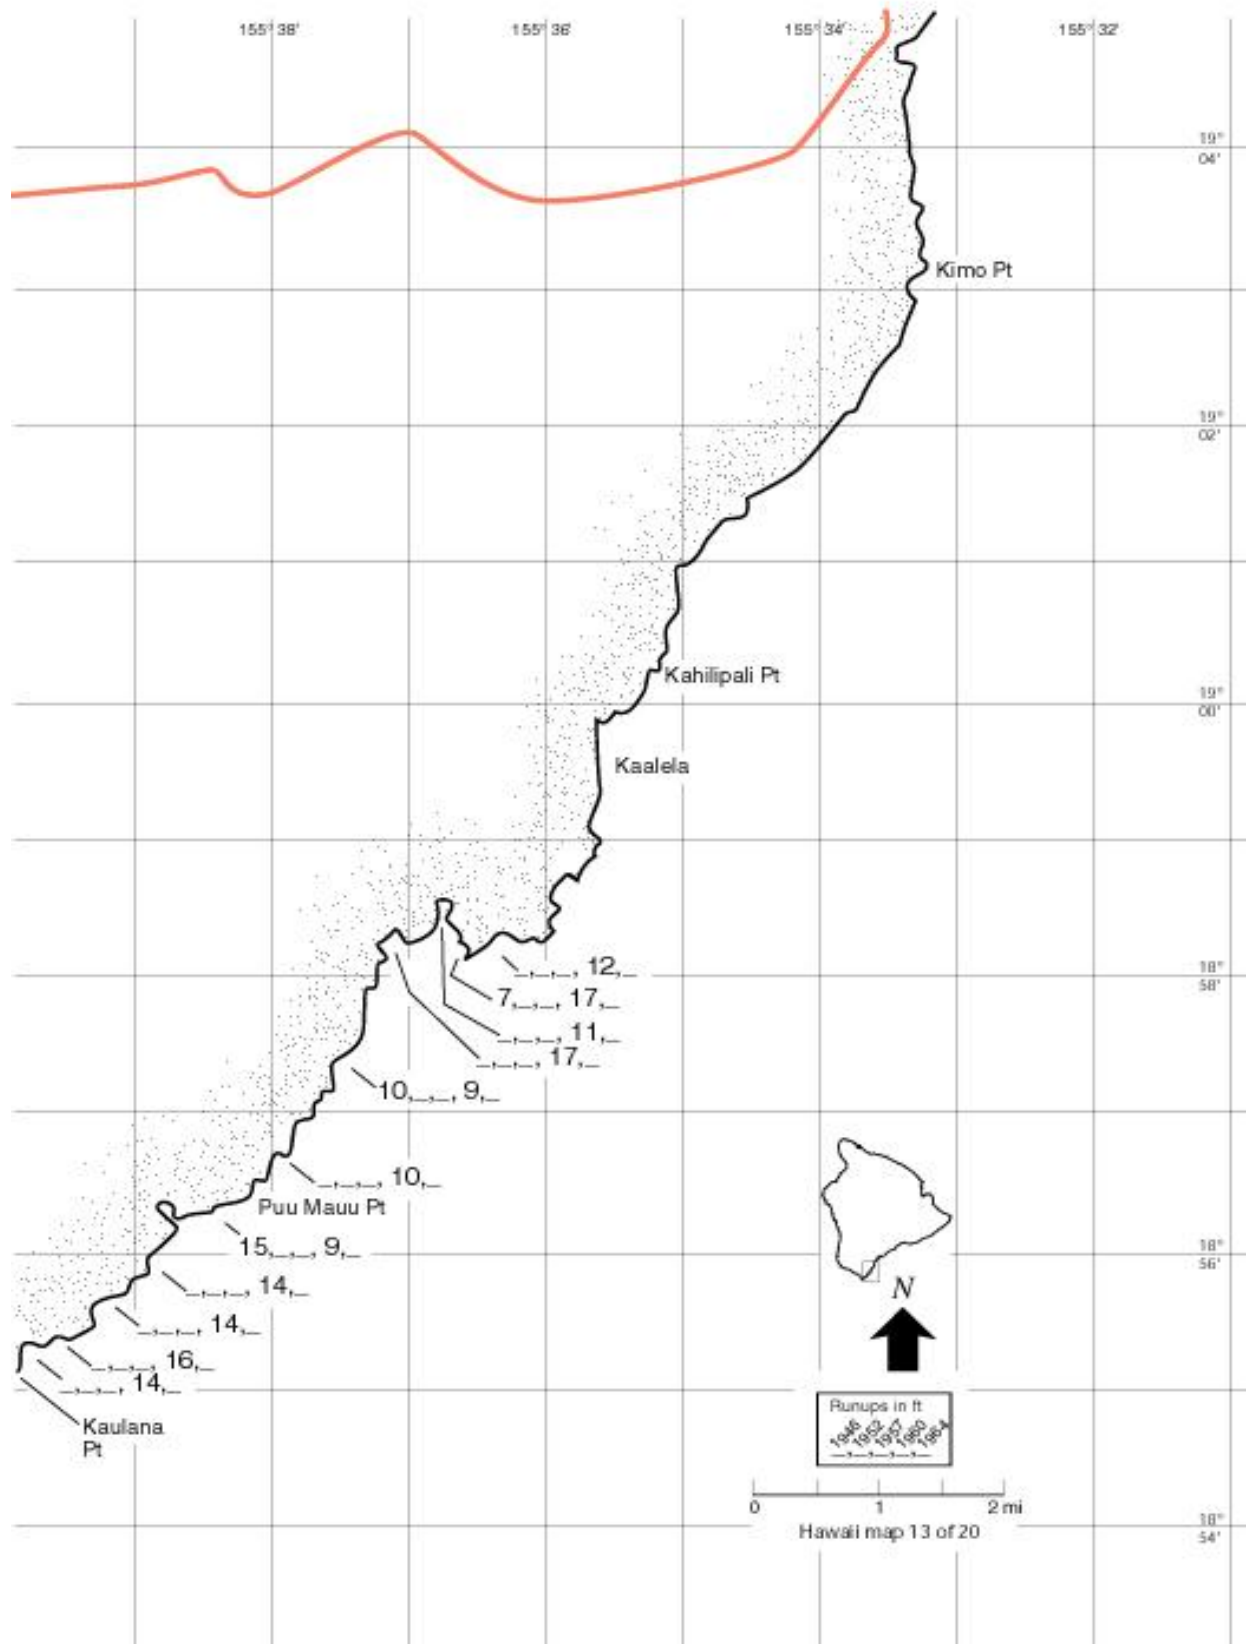 155° 38'
155° 36'
155° 34'
155° 32'
19°
04'
Kimo Pt
19°
02'
Kahilipali Pt
19°
00'
Kaalela
_,_,_, 12,_
18°
58'
7,_,_, 17,_
_,_,_, 11,_
_,_,_, 17,_
10,_,_, 9,_
_,_,_, 10,_
Puu Mauu Pt
15,_,_, 9,_
18°
56'
_,_,_, 14,_
N
_,_,_, 14,_
_,_,_, 16,_
_,_,_, 14,_
Kaulana
Pt
Runups in ft
1946 1952 1957 1960 1964
_,_,_,_,_
0 1 2 mi
Hawaii map 13 of 20
18°
54'